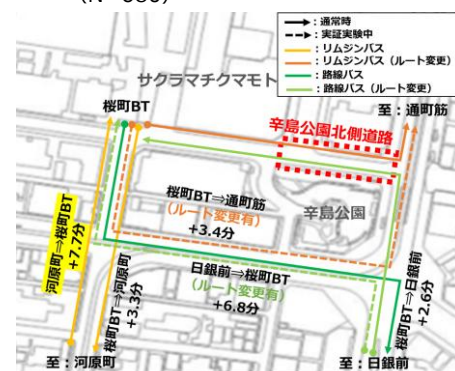 →：通常時
⇢：実証実験中
：リムジンバス
：リムジンバス（ルート変更）
：路線バス
：路線バス（ルート変更）
サクラマチクマモト
桜町BT
至：通町筋
辛島公園北側道路
辛島公園
桜町BT⇒通町筋
（ルート変更有）
+3.4分
河原町⇒桜町BT
+7.7分
桜町BT⇒河原町
+3.3分
日銀前⇒桜町BT
（ルート変更有）
+6.8分
桜町BT⇒日銀前
+2.6分
至：河原町
至：日銀前